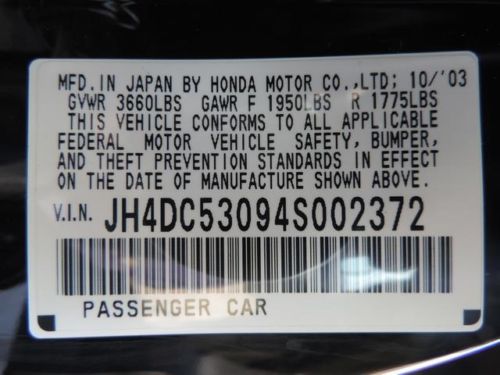 MFD.IN JAPAN BY HONDA MOTOR CO.,LTD; 10/'03
GVWR 3660LBS GAWR F 1950LBS R 1775LBS
THIS VEHICLE CONFORMS TO ALL APPLICABLE
FEDERAL MOTOR VEHICLE SAFETY, BUMPER,
AND THEFT PREVENTION STANDARDS IN EFFECT
ON THE DATE OF MANUFACTURE SHOWN ABOVE.
V.I.N. JH4DC53094S002372
PASSENGER CAR